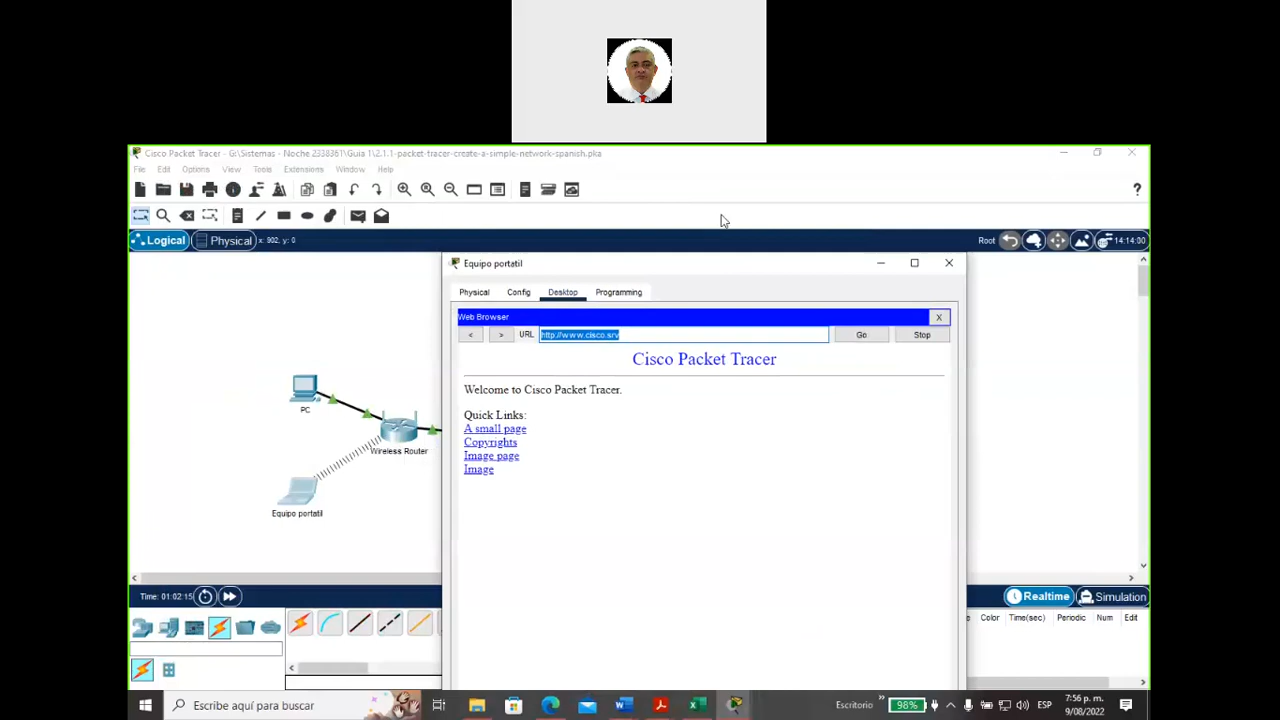 Cisco Packet Tracer - G:\Sistemas - Noche 2338361\Guia 1\2.1.1-packet-tracer-create-a-simple-network-spanish.pka
File Edit Options View Tools Extensions Window Help
Logical Physical x: 902, y: 0 Root 14:14:00
Equipo portatil
Physical Config Desktop Programming
Web Browser X
< > URL http://www.cisco.srv Go Stop
Cisco Packet Tracer
Welcome to Cisco Packet Tracer.
Quick Links:
A small page
Copyrights
Image page
Image
PC
Wireless Router
Equipo portatil
Time: 01:02:15 Realtime Simulation
Color Time(sec) Periodic Num Edit
Escribe aquí para buscar Escritorio 98% ESP 7:56 p. m.
9/08/2022